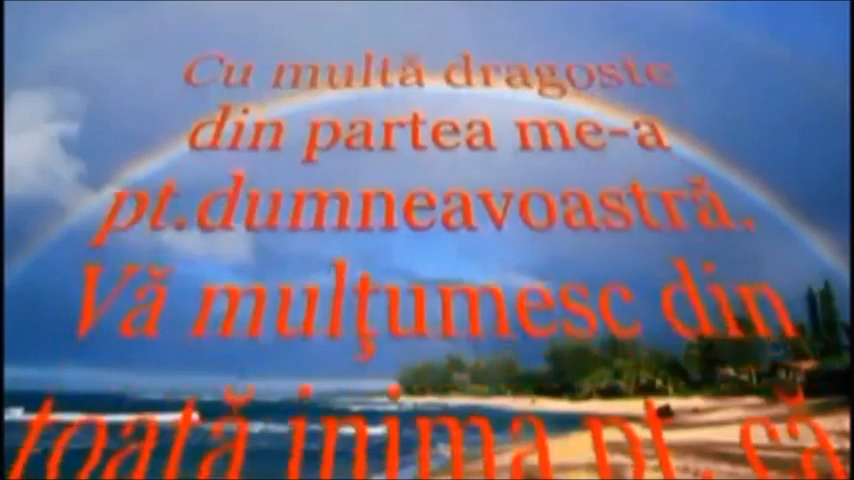 Cu multă dragoste
din partea me-a
pt.dumneavoastră.
Vă mulţumesc din
toată inima pt. că